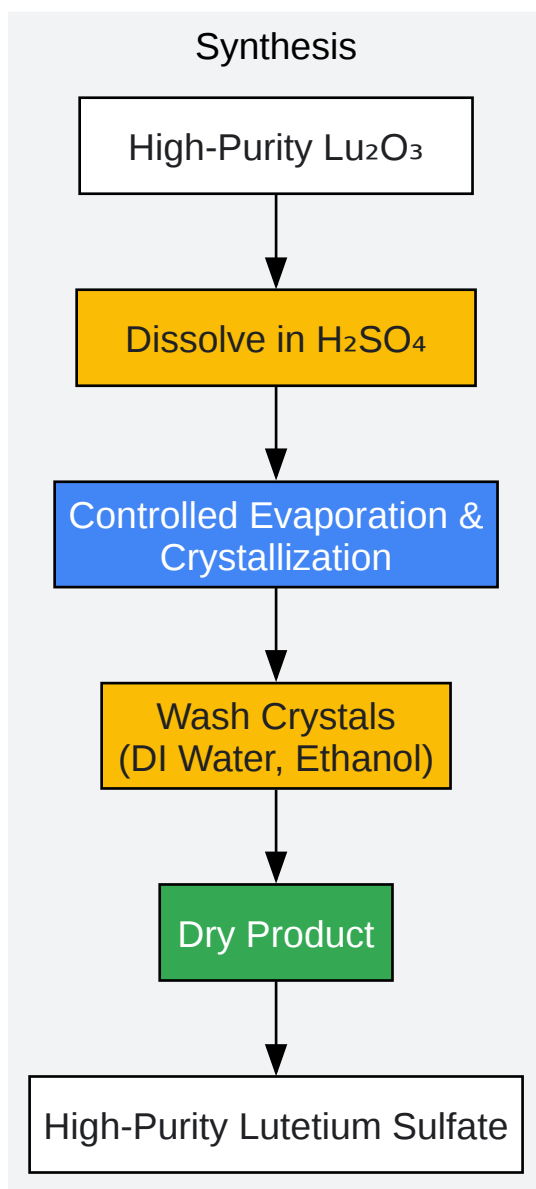 Synthesis
High-Purity Lu₂O₃
Dissolve in H₂SO₄
Controlled Evaporation &
Crystallization
Wash Crystals
(DI Water, Ethanol)
Dry Product
High-Purity Lutetium Sulfate